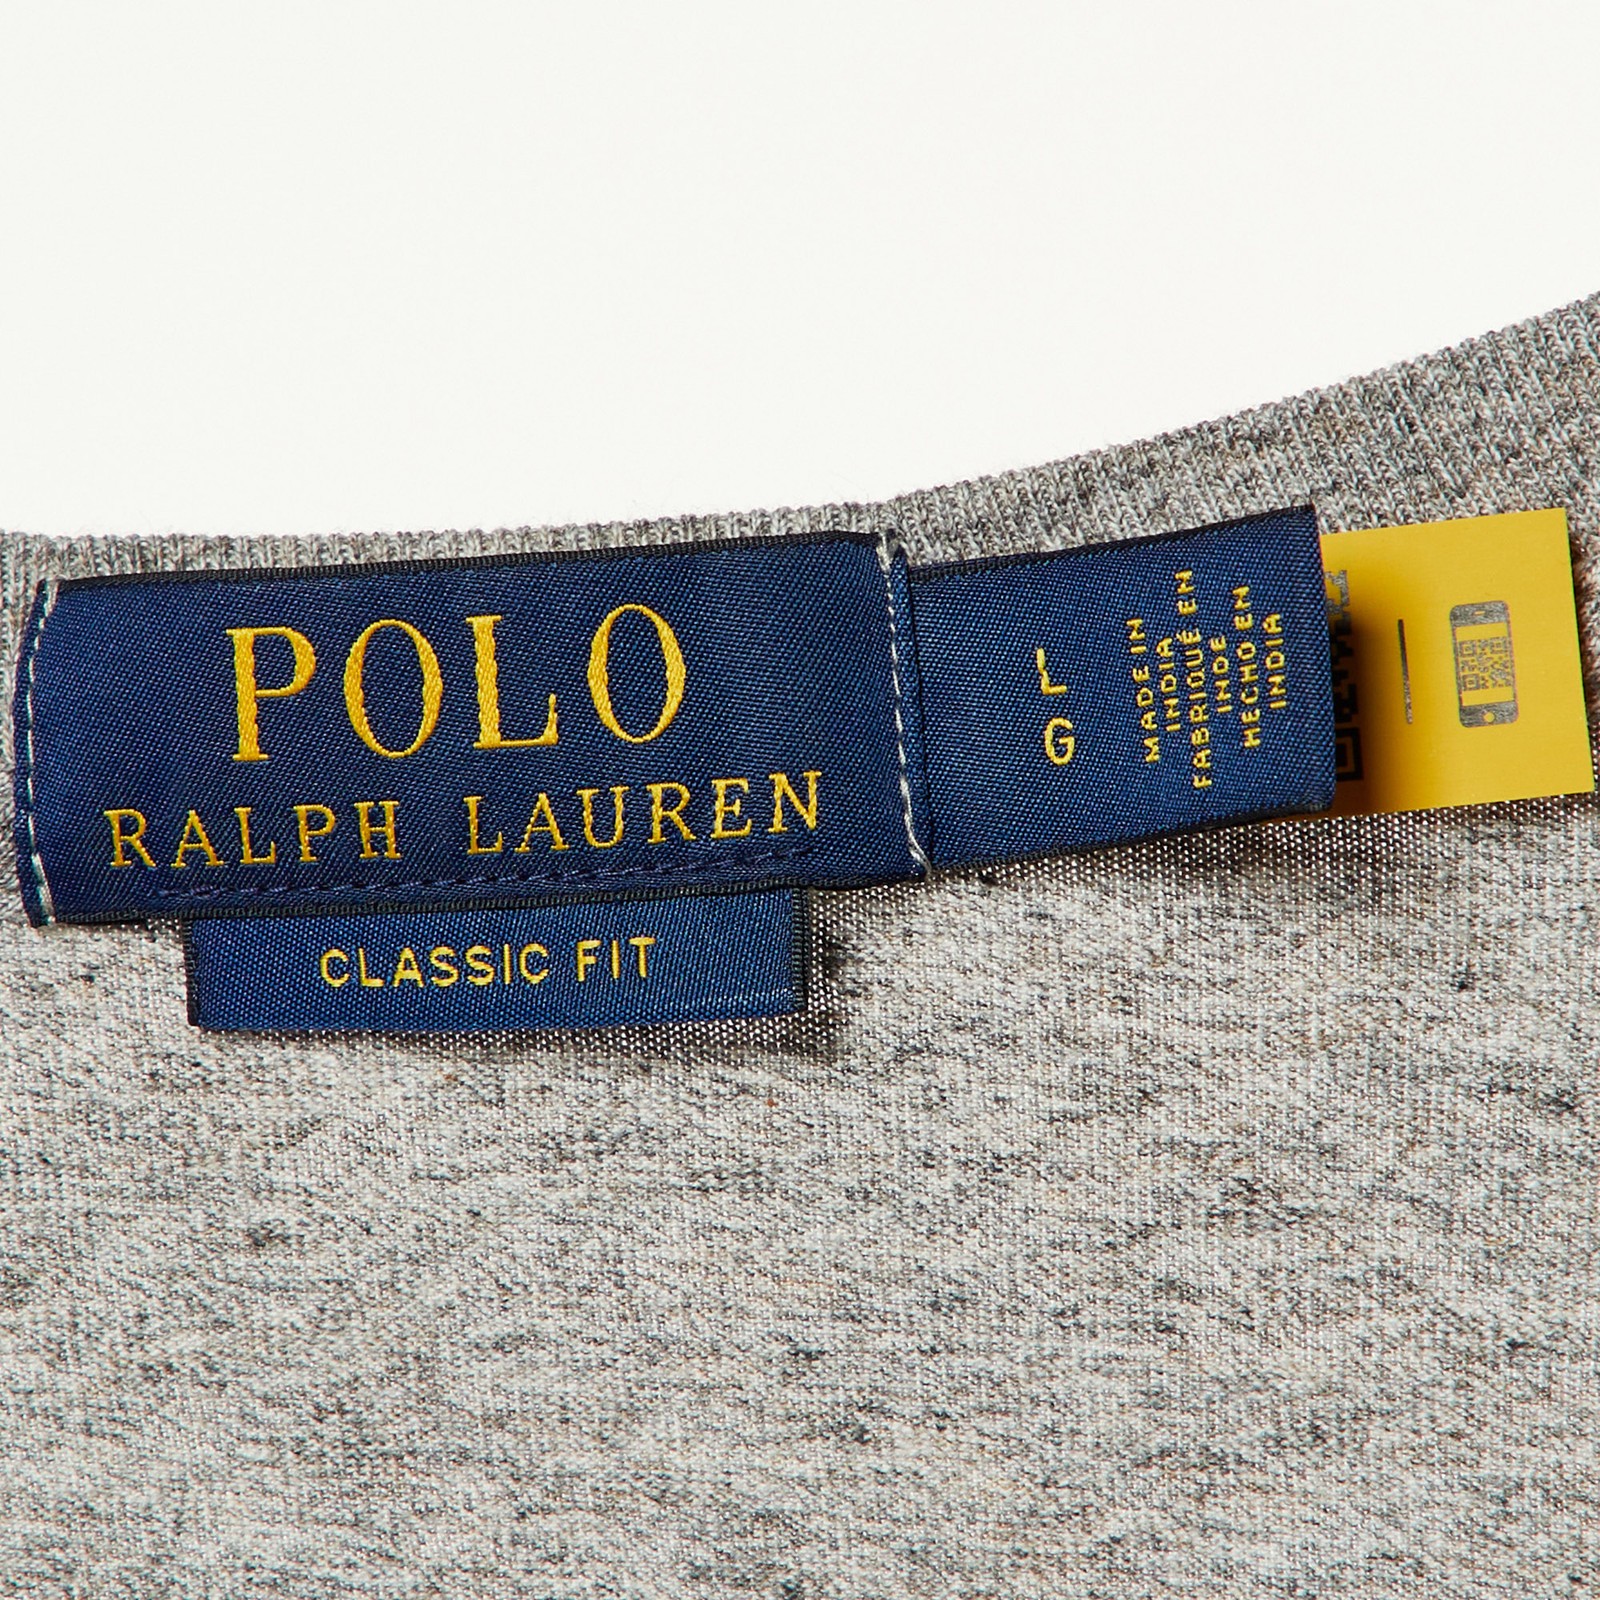 POLO
RALPH LAUREN
CLASSIC FIT
L
G
MADE IN
INDIA
FABRIQUÉ EN
INDE
HECHO EN
INDIA